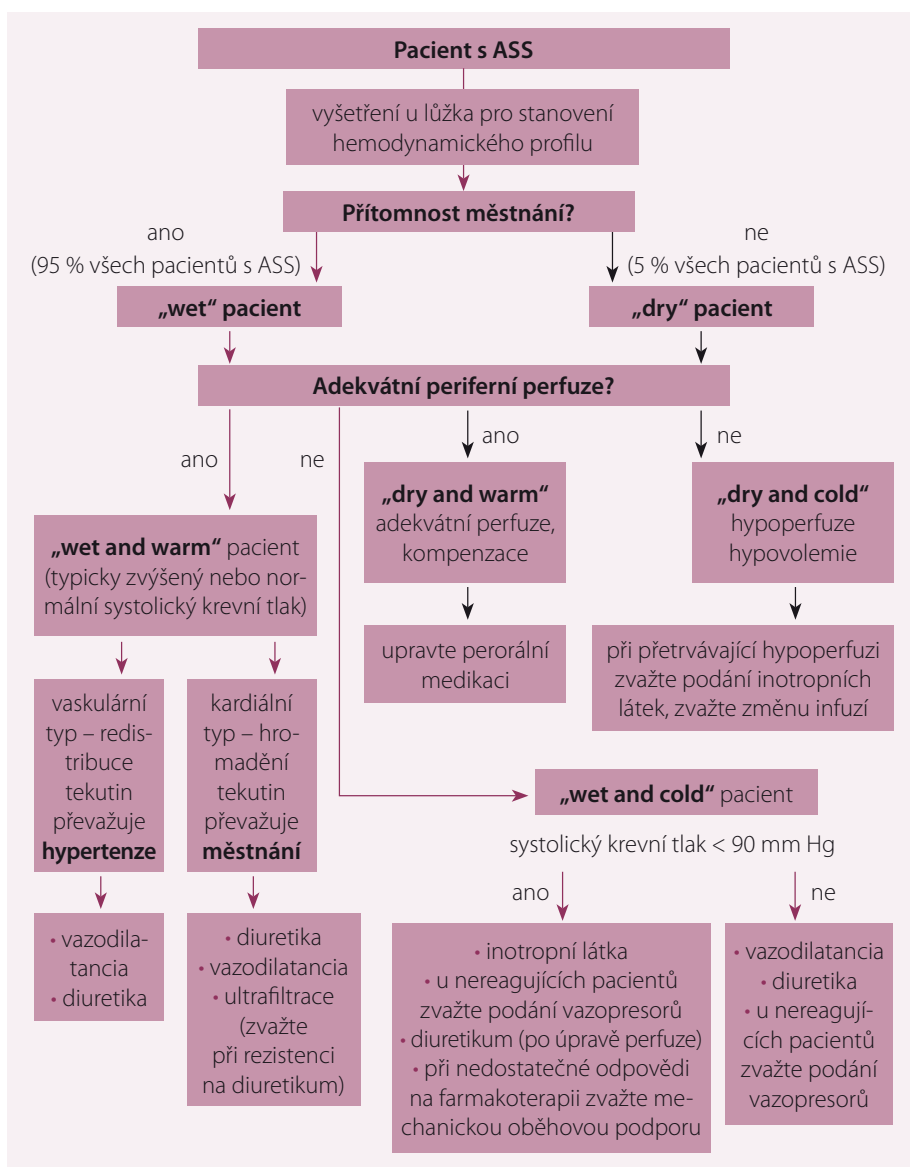 Pacient s ASS
vyšetření u lůžka pro stanovení
hemodynamického profilu
Přítomnost městnání?
ano
(95 % všech pacientů s ASS)
ne
(5 % všech pacientů s ASS)
„wet“ pacient
„dry“ pacient
Adekvátní periferní perfuze?
ano
ne
ano
ne
„wet and warm“ pacient
(typicky zvýšený nebo nor-
mální systolický krevní tlak)
„dry and warm“
adekvátní perfuze,
kompenzace
„dry and cold“
hypoperfuze
hypovolemie
upravte perorální
medikaci
při přetrvávající hypoperfuzi
zvažte podání inotropních
látek, zvažte změnu infuzí
vaskulární
typ – redis-
tribuce
tekutin
převažuje
hypertenze
kardiální
typ – hro-
madění
tekutin
převažuje
městnání
„wet and cold“ pacient
systolický krevní tlak < 90 mm Hg
ano
ne
• vazodila-
tancia
• diuretika
• diuretika
• vazodilatancia
• ultrafiltrace
(zvažte
při rezistenci
na diuretikum)
• inotropní látka
• u nereagujících pacientů
zvažte podání vazopresorů
• diuretikum (po úpravě perfuze)
• při nedostatečné odpovědi
na farmakoterapii zvažte me-
chanickou oběhovou podporu
• vazodilatancia
• diuretika
• u nereagují-
cích pacientů
zvažte podání
vazopresorů